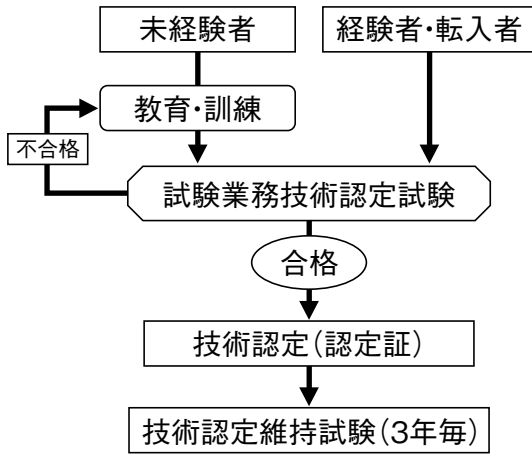 未経験者
経験者・転入者
教育・訓練
不合格
試験業務技術認定試験
合格
技術認定（認定証）
技術認定維持試験（3年毎）